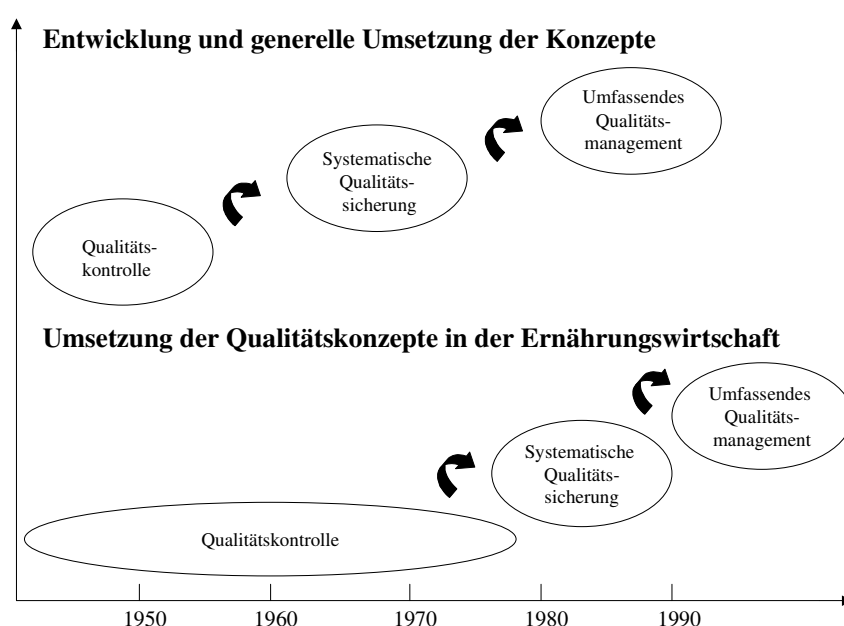 Entwicklung und generelle Umsetzung der Konzepte
Umfassendes
Qualitäts-
management
Systematische
Qualitäts-
sicherung
Qualitäts-
kontrolle
Umsetzung der Qualitätskonzepte in der Ernährungswirtschaft
Umfassendes
Qualitäts-
management
Systematische
Qualitäts-
sicherung
Qualitätskontrolle
1950 1960 1970 1980 1990